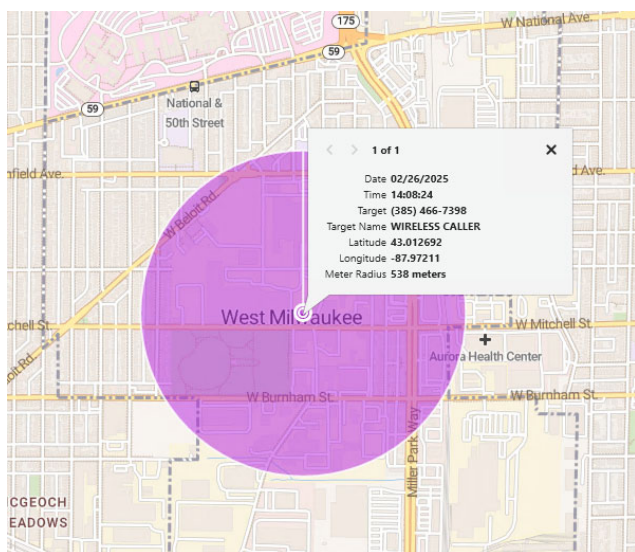 175
W National Ave.
59
National &
50th Street
59
1 of 1
Date 02/26/2025
Time 14:08:24
Target (385) 466-7398
Target Name WIRELESS CALLER
Latitude 43.012692
Longitude -87.97211
Meter Radius 538 meters
nfield Ave.
d Ave.
W Beloit Rd.
West Milwaukee
chell St.
W Mitchell St.
Aurora Health Center
loit Rd.
W Burnham St.
W Burnham St.
Miller Park Way
CGEOCH
EADOWS